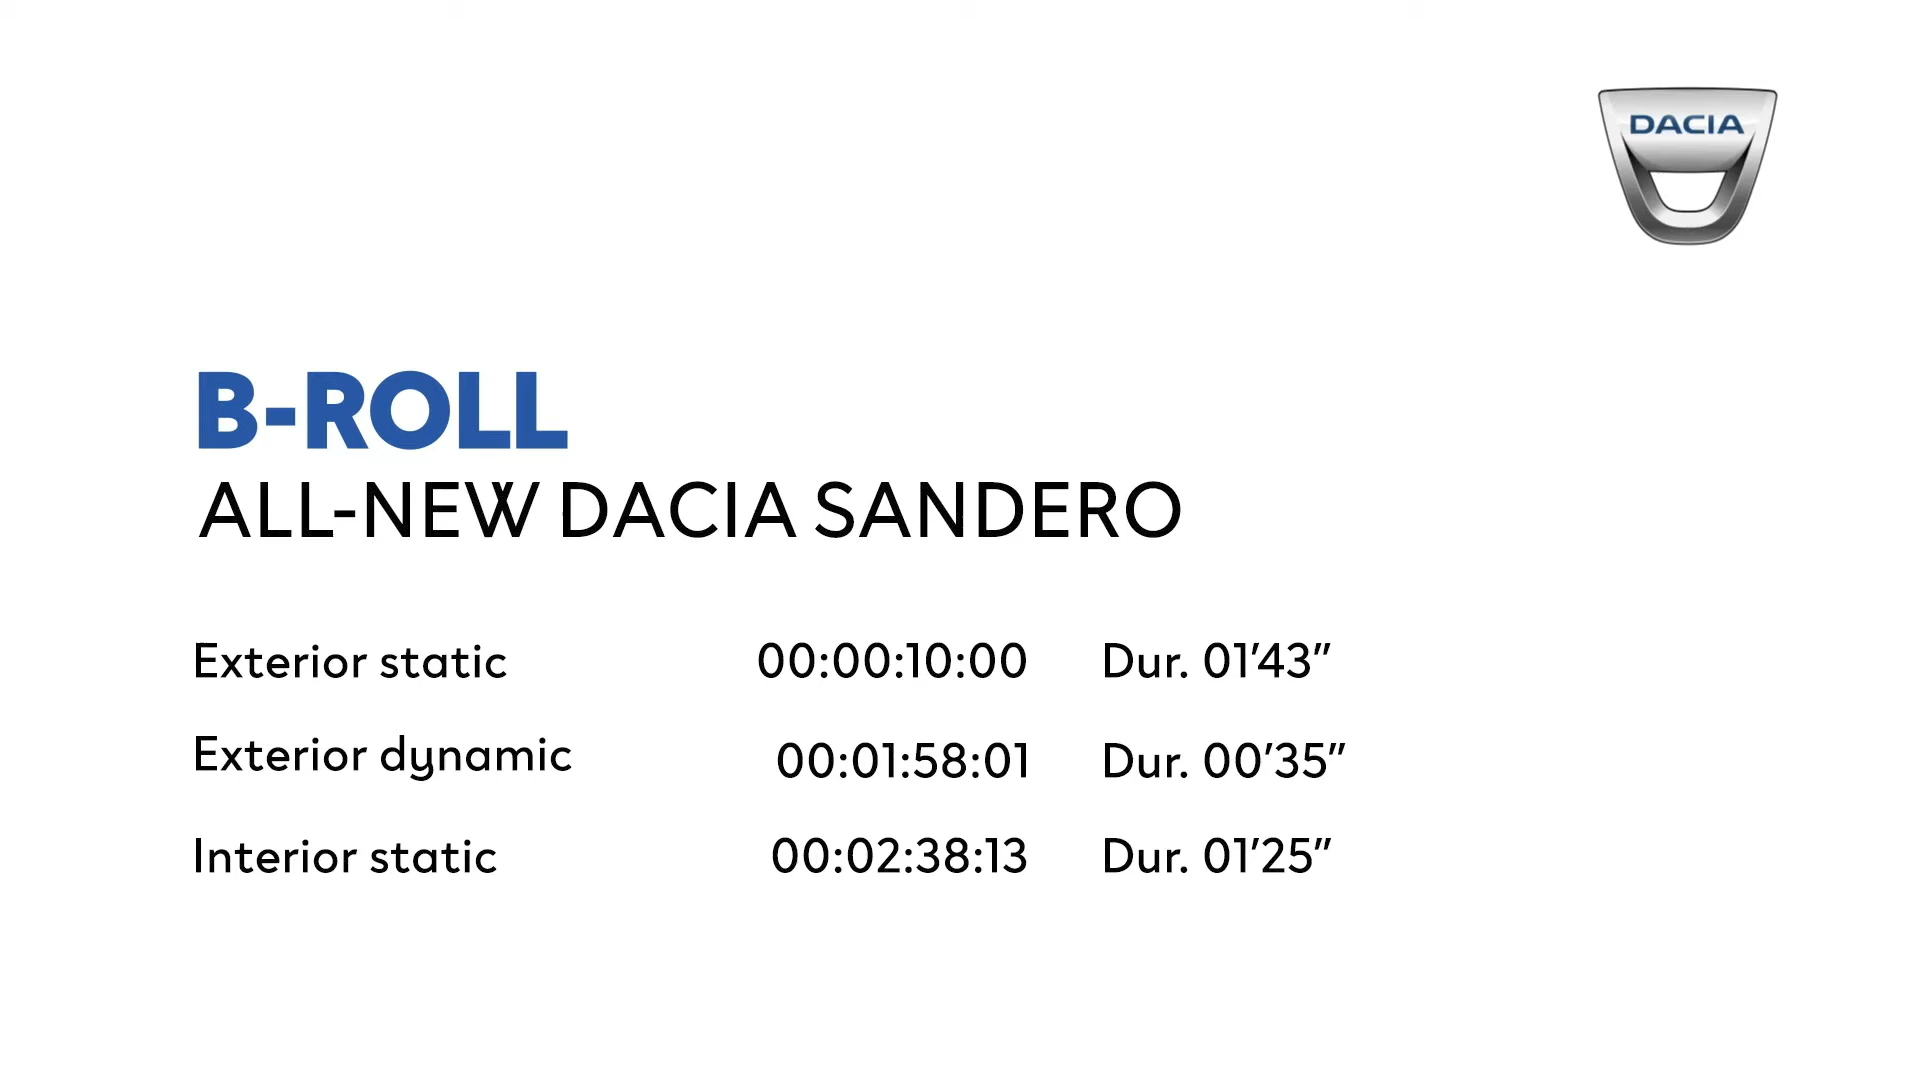 DACIA
B-ROLL
ALL-NEW DACIA SANDERO
Exterior static 00:00:10:00 Dur. 01’43”
Exterior dynamic 00:01:58:01 Dur. 00’35”
Interior static 00:02:38:13 Dur. 01’25”